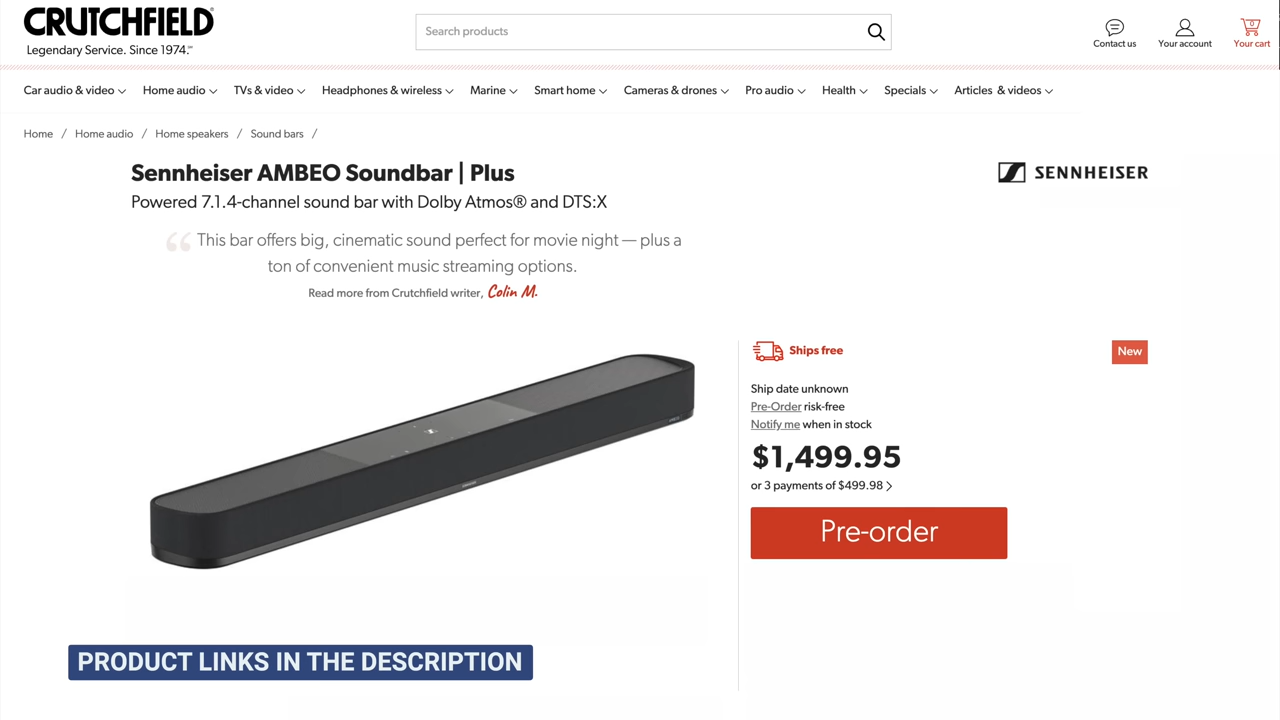 CRUTCHFIELD®
Legendary Service. Since 1974.℠
Search products
0
Contact us
Your account
Your cart
Car audio & video
Home audio
TVs & video
Headphones & wireless
Marine
Smart home
Cameras & drones
Pro audio
Health
Specials
Articles & videos
Home / Home audio / Home speakers / Sound bars /
Sennheiser AMBEO Soundbar | Plus
SENNHEISER
Powered 7.1.4-channel sound bar with Dolby Atmos® and DTS:X
“ This bar offers big, cinematic sound perfect for movie night — plus a
ton of convenient music streaming options.
Read more from Crutchfield writer, Colin M.
Ships free
New
Ship date unknown
Pre-Order risk-free
Notify me when in stock
$1,499.95
or 3 payments of $499.98
Pre-order
PRODUCT LINKS IN THE DESCRIPTION